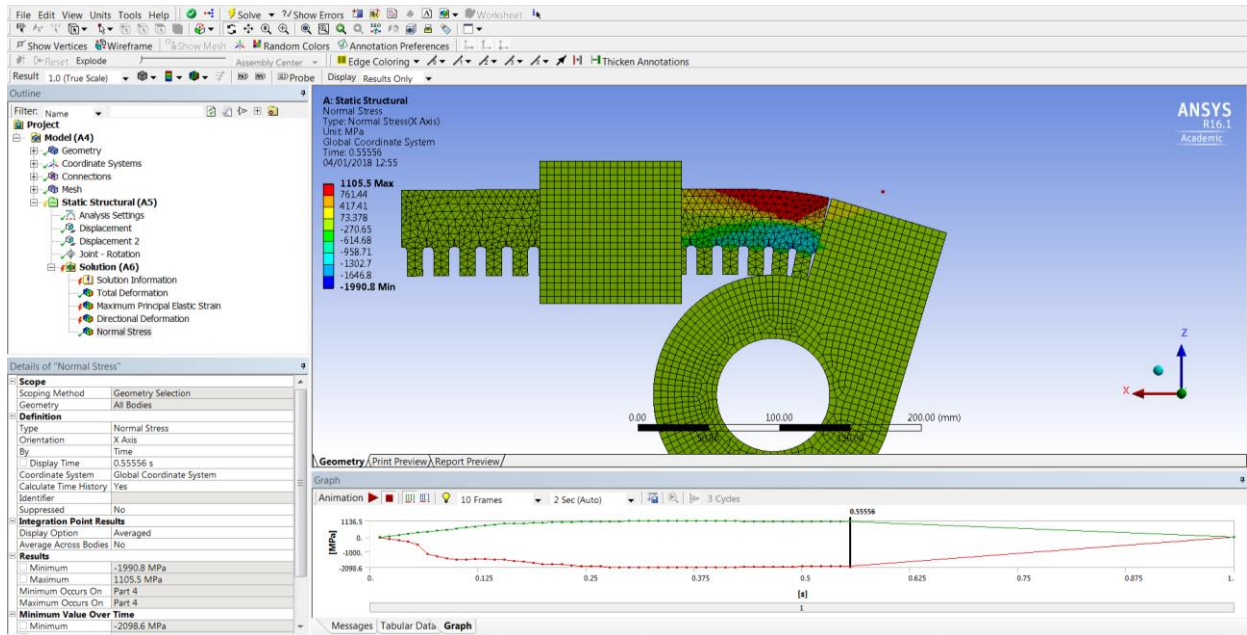 File Edit View Units Tools Help Solve ?/Show Errors Worksheet
Show Vertices Wireframe Show Mesh Random Colors Annotation Preferences
Reset Explode Assembly Center Edge Coloring Thicken Annotations
Result 1.0 (True Scale) Probe Display Results Only
Outline
Filter: Name
Project
Model (A4)
Geometry
Coordinate Systems
Connections
Mesh
Static Structural (A5)
Analysis Settings
Displacement
Displacement 2
Joint - Rotation
Solution (A6)
Solution Information
Total Deformation
Maximum Principal Elastic Strain
Directional Deformation
Normal Stress
Details of "Normal Stress"
Scope
Scoping Method Geometry Selection
Geometry All Bodies
Definition
Type Normal Stress
Orientation X Axis
By Time
Display Time 0.55556 s
Coordinate System Global Coordinate System
Calculate Time History Yes
Identifier
Suppressed No
Integration Point Results
Display Option Averaged
Average Across Bodies No
Results
Minimum -1990.8 MPa
Maximum 1105.5 MPa
Minimum Occurs On Part 4
Maximum Occurs On Part 4
Minimum Value Over Time
Minimum -2098.6 MPa
A: Static Structural
Normal Stress
Type: Normal Stress(X Axis)
Unit: MPa
Global Coordinate System
Time: 0.55556
04/01/2018 12:55
1105.5 Max
761.44
417.41
73.378
-270.65
-614.68
-958.71
-1302.7
-1646.8
-1990.8 Min
ANSYS
R16.1
Academic
Z
X
0.00 100.00 200.00 (mm)
50.00 150.00
Geometry Print Preview Report Preview
Graph
Animation 10 Frames 2 Sec (Auto) 3 Cycles
0.55556
1136.5
0.
-1000.
-2098.6
[MPa]
0. 0.125 0.25 0.375 0.5 0.625 0.75 0.875 1.
[s]
1
Messages Tabular Data Graph